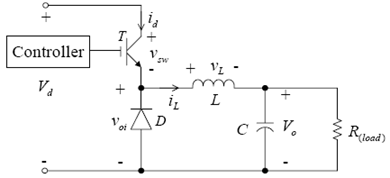 +
i_d
T
+
Controller
v_sw
-
V_d
+
+ v_L -
i_L
L
+
v_oi
D
C
V_o
R_(load)
-
-
-